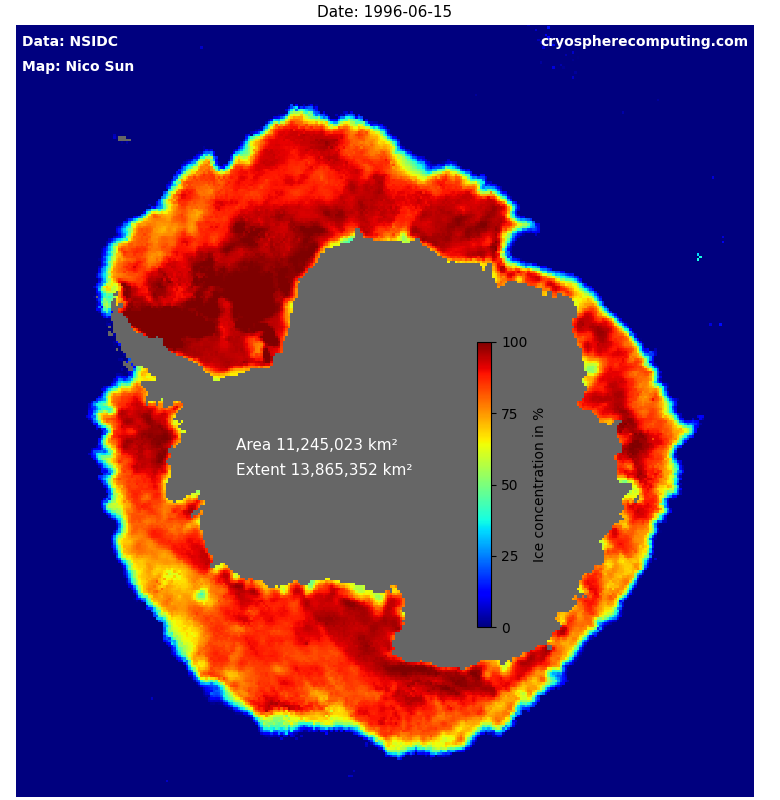 Date: 1996-06-15
Data: NSIDC
cryospherecomputing.com
Map: Nico Sun
100
75
50
25
0
Ice concentration in %
Area 11,245,023 km²
Extent 13,865,352 km²